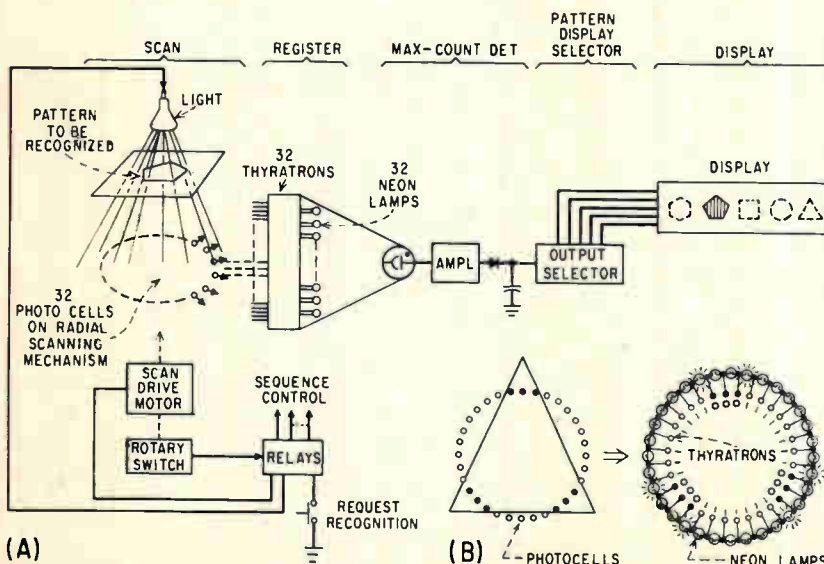 SCAN
REGISTER
MAX-COUNT DET
PATTERN
DISPLAY
SELECTOR
DISPLAY
LIGHT
PATTERN
TO BE
RECOGNIZED
32
THYRATRONS
32
NEON
LAMPS
DISPLAY
AMPL
OUTPUT
SELECTOR
32
PHOTO CELLS
ON RADIAL
SCANNING
MECHANISM
SCAN
DRIVE
MOTOR
SEQUENCE
CONTROL
ROTARY
SWITCH
RELAYS
REQUEST
RECOGNITION
THYRATRONS
(A)
(B)
PHOTOCELLS
NEON LAMPS